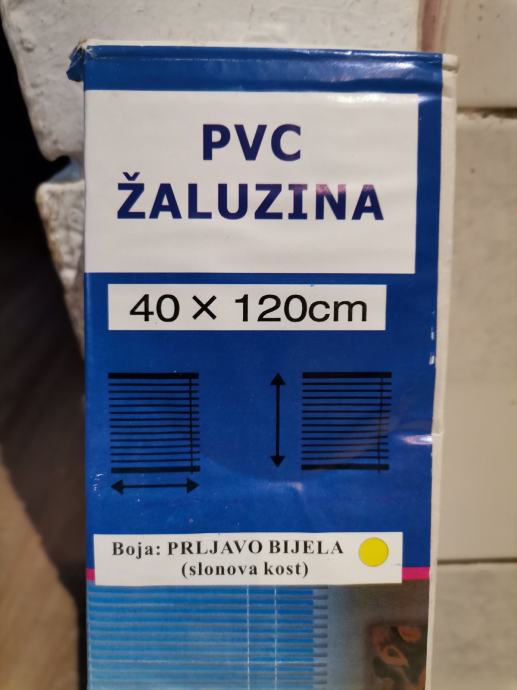 PVC
ŽALUZINA
40 × 120cm
Boja: PRLJAVO BIJELA
(slonova kost)